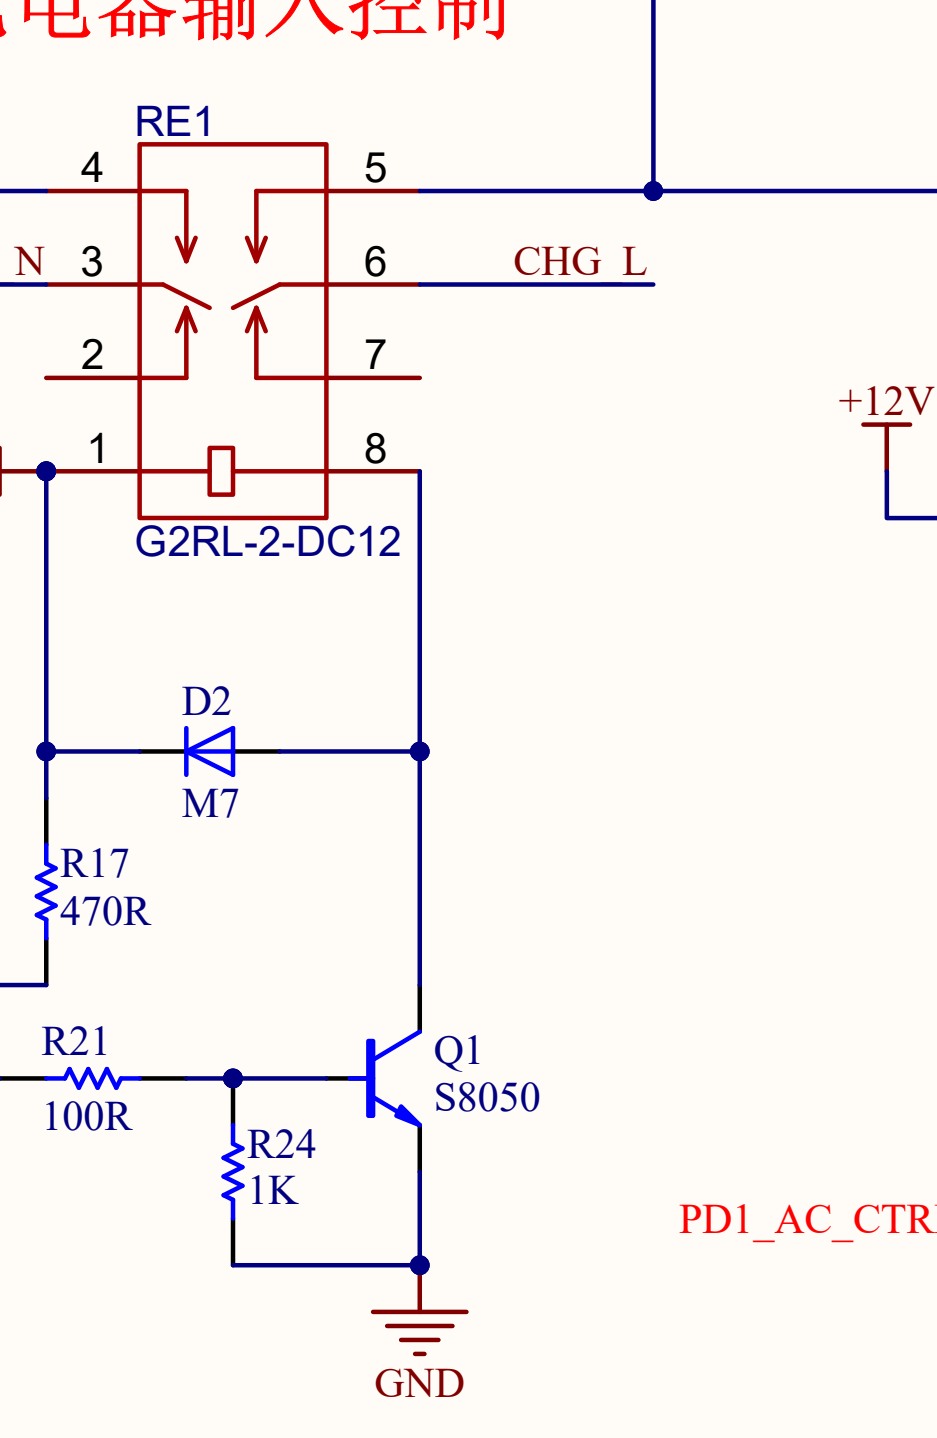 电器输入控制
RE1
4
5
N
3
6
CHG_L
2
7
+12V
1
8
G2RL-2-DC12
D2
M7
R17
470R
R21
100R
Q1
S8050
R24
1K
PD1_AC_CTR
GND